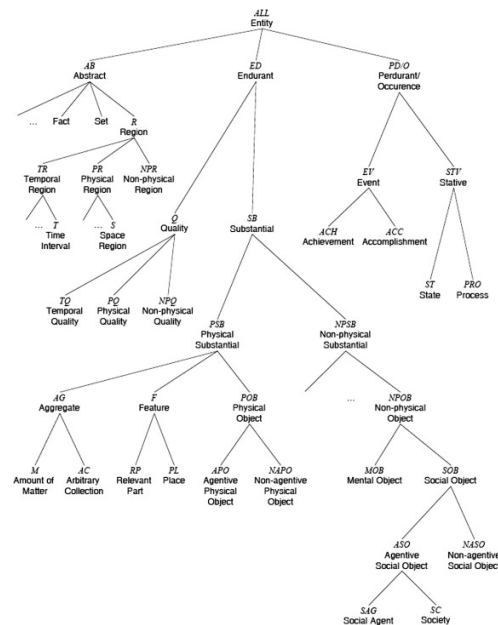 ALL
Entity
AB
Abstract
ED
Endurant
PD/O
Perdurant/
Occurence
... Fact Set R
Region
TR
Temporal
Region
PR
Physical
Region
NPR
Non-physical
Region
EV
Event
STV
Stative
... T
Time
Interval
... S
Space
Region
Q
Quality
SB
Substantial
ACH
Achievement
ACC
Accomplishment
TQ
Temporal
Quality
PQ
Physical
Quality
NPQ
Non-physical
Quality
ST
State
PRO
Process
PSB
Physical
Substantial
NPSB
Non-physical
Substantial
AG
Aggregate
F
Feature
POB
Physical
Object
...
NPOB
Non-physical
Object
M
Amount of
Matter
AC
Arbitrary
Collection
RP
Relevant
Part
PL
Place
APO
Agentive
Physical
Object
NAPO
Non-agentive
Physical
Object
MOB
Mental Object
SOB
Social Object
ASO
Agentive
Social Object
NASO
Non-agentive
Social Object
SAG
Social Agent
SC
Society